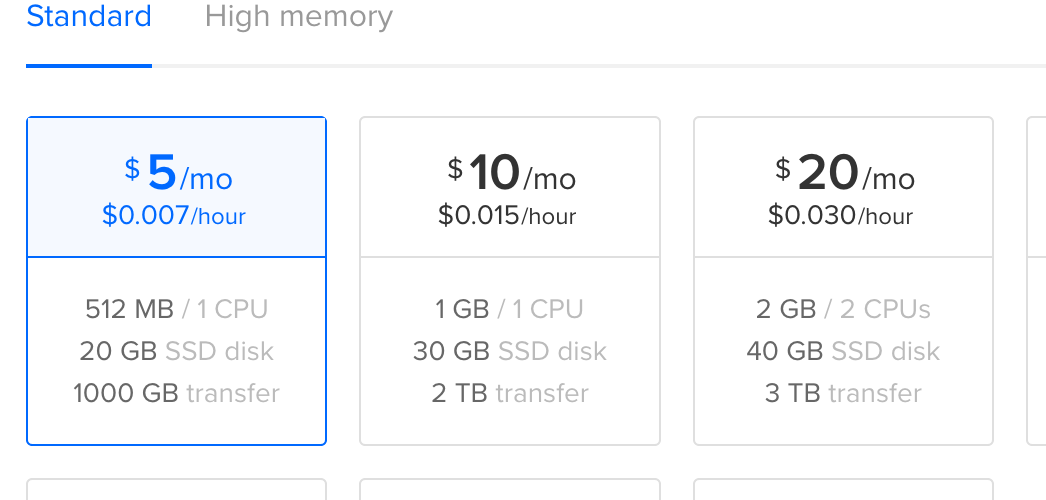 Standard High memory
$ 5/mo
$0.007/hour
512 MB / 1 CPU
20 GB SSD disk
1000 GB transfer
$ 10/mo
$0.015/hour
1 GB / 1 CPU
30 GB SSD disk
2 TB transfer
$ 20/mo
$0.030/hour
2 GB / 2 CPUs
40 GB SSD disk
3 TB transfer